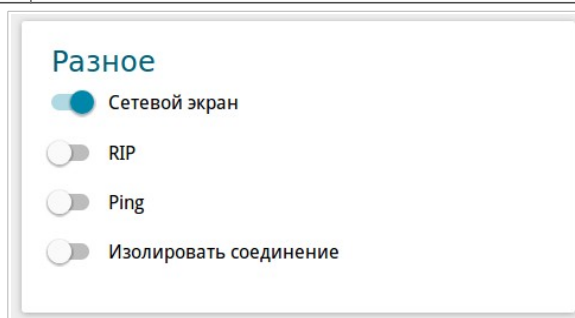 Разное
Сетевой экран
RIP
Ping
Изолировать соединение